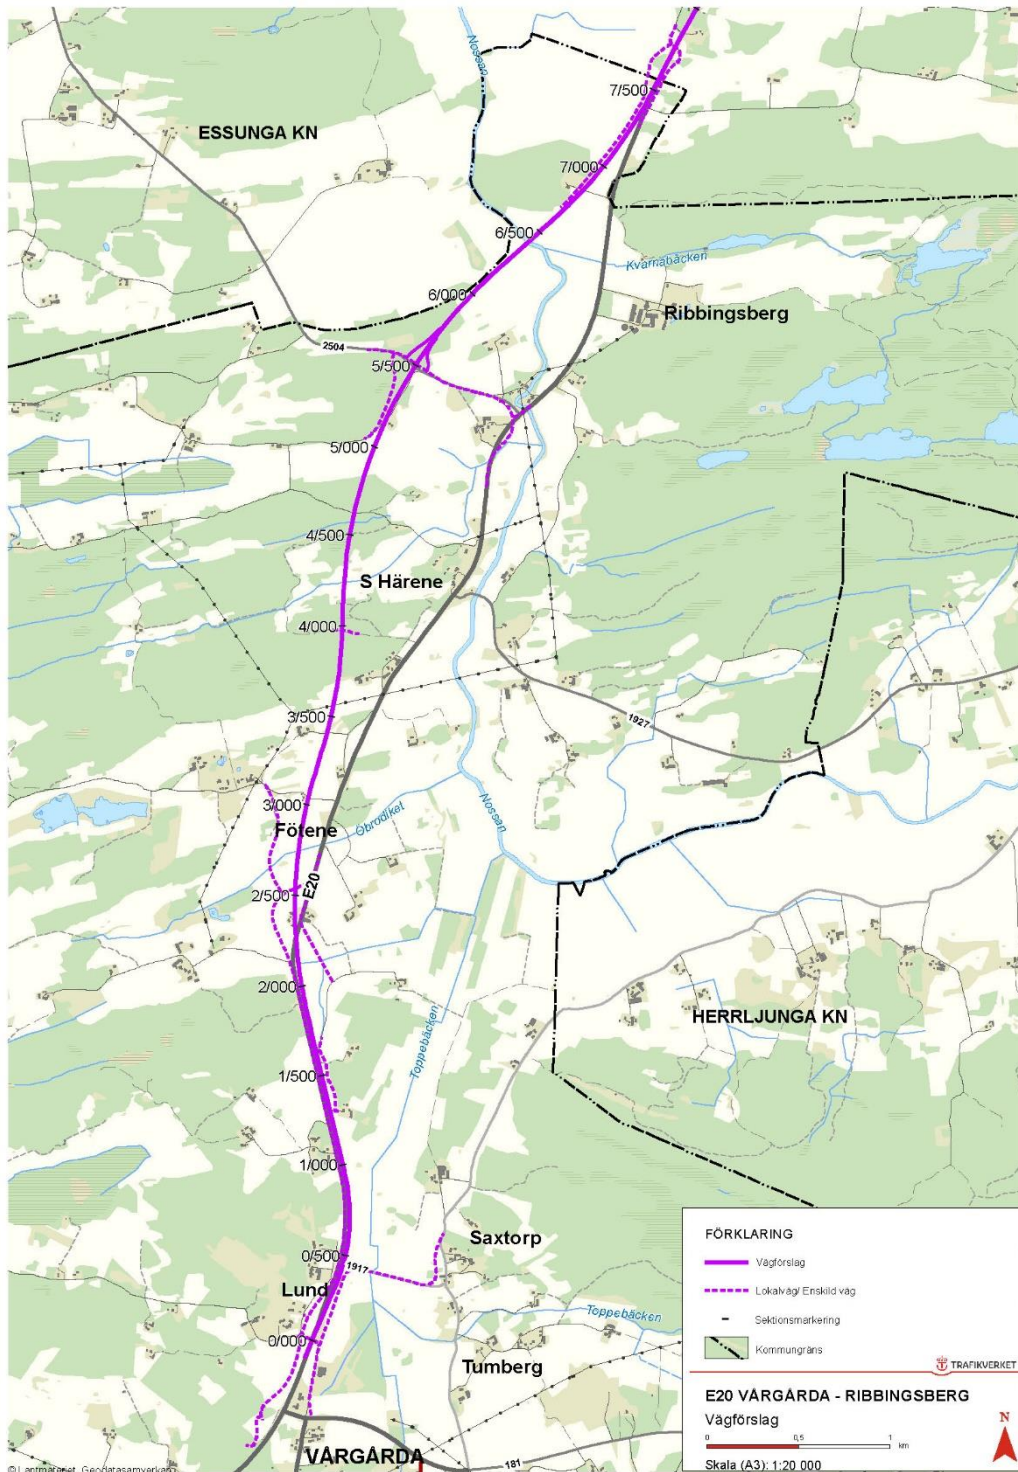 Nossan
7/500
ESSUNGA KN
7/000
6/500
Kvarnabäcken
6/000
Ribbingsberg
2504
5/500
5/000
4/500
S Härene
4/000
3/500
1927
3/000
Nossan
Obrodiket
Fötene
E20
2/500
2/000
HERRLJUNGA KN
Toppebäcken
1/500
1/000
Saxtorp
0/500
1917
Lund
Toppebäcken
0/000
Tumberg
VÅRGÅRDA
181
© Lantmäteriet, Geodatasamverkan
FÖRKLARING
Vägförslag
Lokalväg/ Enskild väg
Sektionsmarkering
Kommungräns
TRAFIKVERKET
E20 VÅRGÅRDA - RIBBINGSBERG
Vägförslag
N
0 0,5 1
km
Skala (A3): 1:20 000